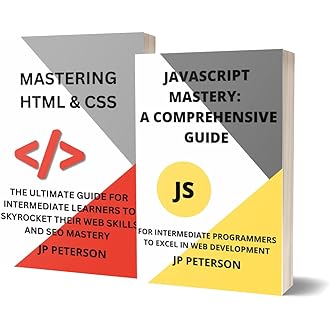 MASTERING
HTML & CSS
</>
THE ULTIMATE GUIDE FOR
INTERMEDIATE LEARNERS TO
SKYROCKET THEIR WEB SKILLS
AND SEO MASTERY
JP PETERSON
JAVASCRIPT
MASTERY:
A COMPREHENSIVE
GUIDE
JS
FOR INTERMEDIATE PROGRAMMERS
TO EXCEL IN WEB DEVELOPMENT
JP PETERSON